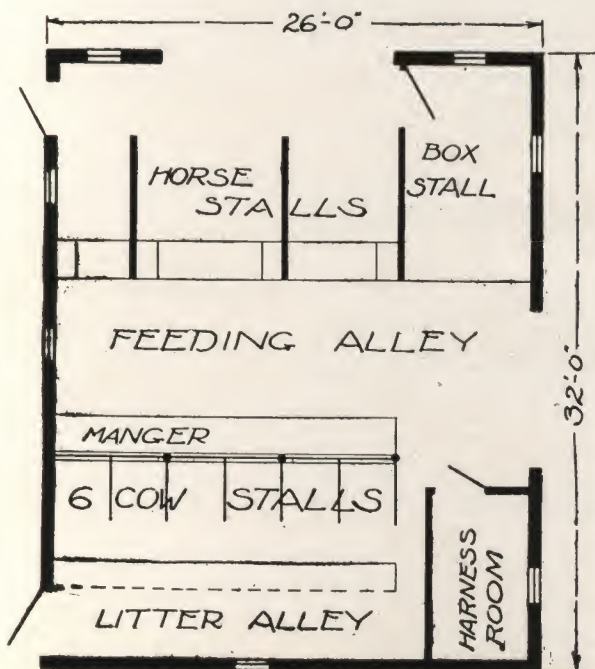 26'-0"
HORSE
STALLS
BOX
STALL
FEEDING ALLEY
32'-0"
MANGER
6 COW STALLS
HARNESS
ROOM
LITTER ALLEY